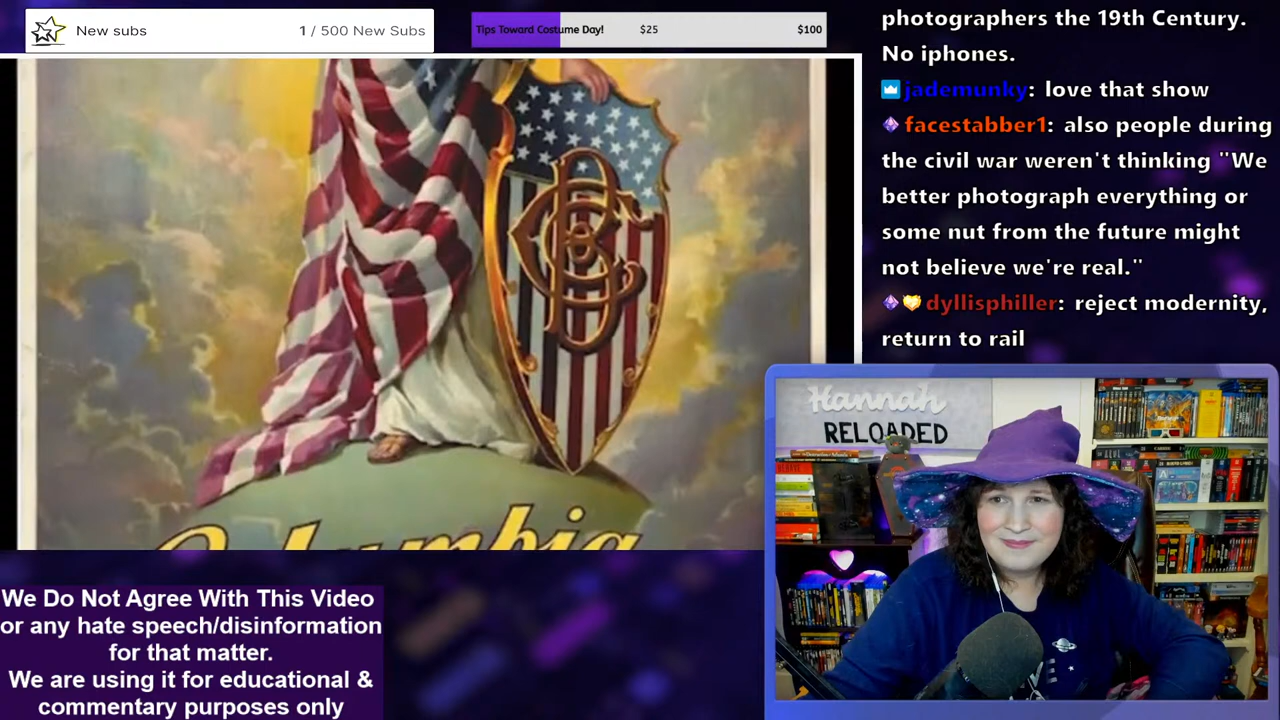 New subs
1 / 500 New Subs
Tips Toward Costume Day!
$25
$100
photographers the 19th Century.
No iphones.
jademunky: love that show
facestabber1: also people during
the civil war weren't thinking "We
better photograph everything or
some nut from the future might
not believe we're real."
dyllisphiller: reject modernity,
return to rail
Columbia
Hannah
RELOADED
We Do Not Agree With This Video
or any hate speech/disinformation
for that matter.
We are using it for educational &
commentary purposes only